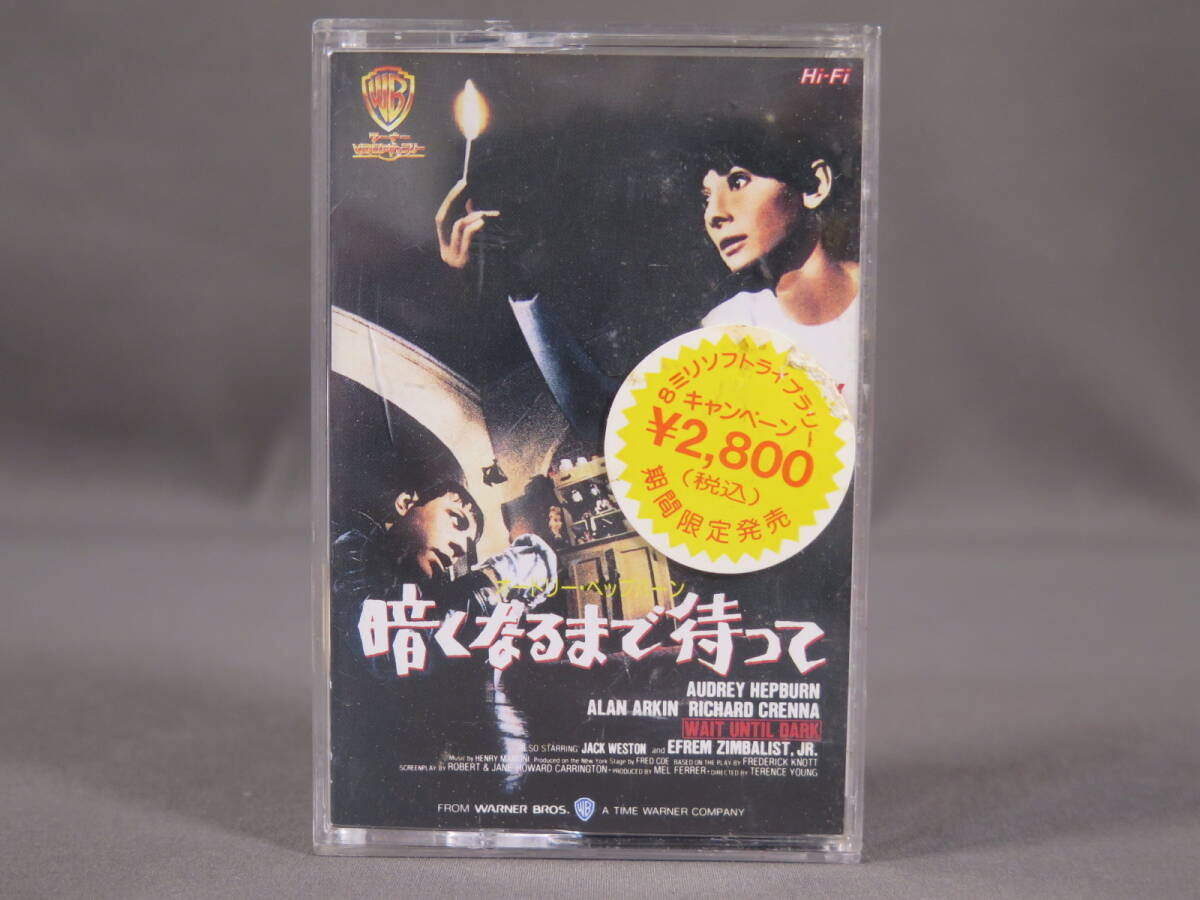 WB
ワーナー
Hi-Fi
8ミリソフトライブラリー
キャンペーン
¥2,800
(税込)
期間限定発売
オードリー・ヘップバーン
暗くなるまで待って
AUDREY HEPBURN
ALAN ARKIN RICHARD CRENNA
WAIT UNTIL DARK
ALSO STARRING JACK WESTON and EFREM ZIMBALIST, JR.
Music by HENRY MANCINI Produced on the New York Stage by FRED COE BASED ON THE PLAY BY FREDERICK KNOTT
SCREENPLAY BY ROBERT & JANE HOWARD CARRINGTON • PRODUCED BY MEL FERRER • DIRECTED BY TERENCE YOUNG
FROM WARNER BROS. WB A TIME WARNER COMPANY